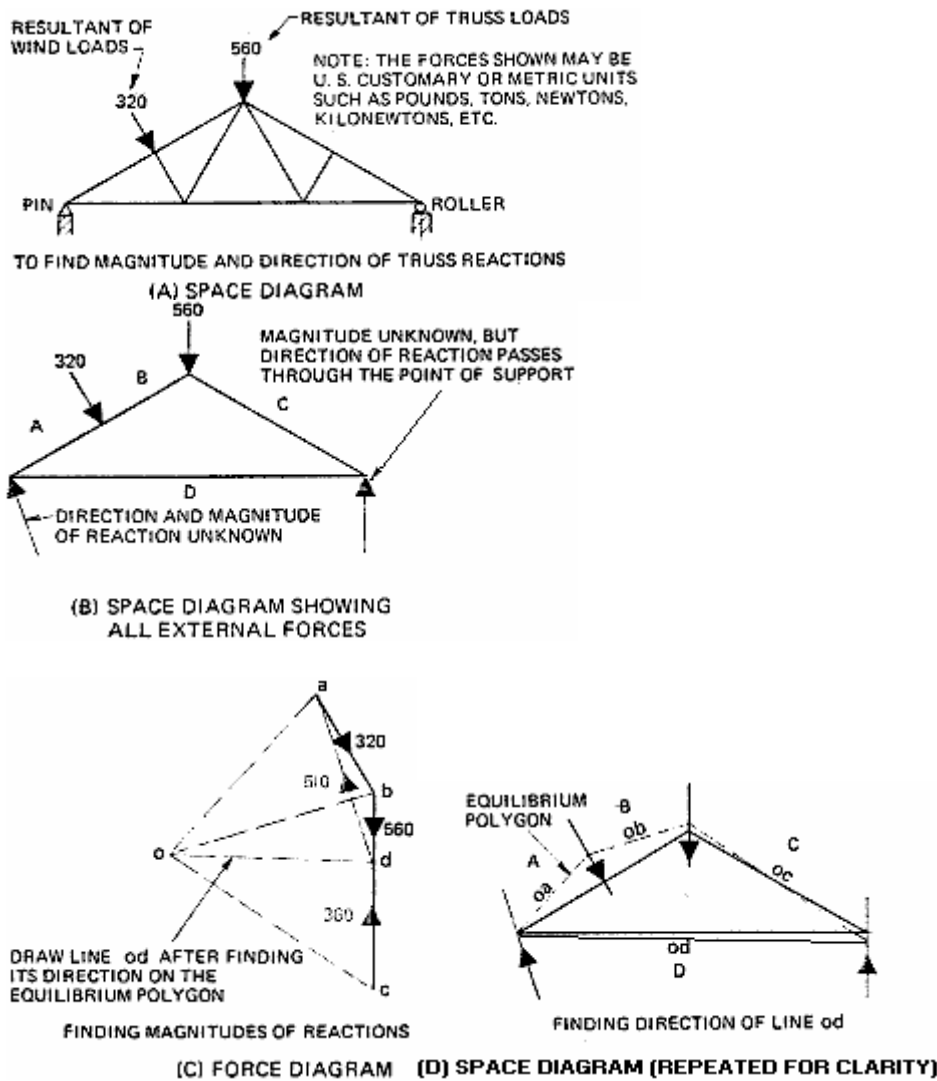 RESULTANT OF TRUSS LOADS
RESULTANT OF
WIND LOADS
560
320
NOTE: THE FORCES SHOWN MAY BE
U. S. CUSTOMARY OR METRIC UNITS
SUCH AS POUNDS, TONS, NEWTONS,
KILONEWTONS, ETC.
PIN
ROLLER
TO FIND MAGNITUDE AND DIRECTION OF TRUSS REACTIONS
(A) SPACE DIAGRAM
560
MAGNITUDE UNKNOWN, BUT
DIRECTION OF REACTION PASSES
THROUGH THE POINT OF SUPPORT
320
B
A
C
D
DIRECTION AND MAGNITUDE
OF REACTION UNKNOWN
(B) SPACE DIAGRAM SHOWING
ALL EXTERNAL FORCES
a
320
510
b
560
o
d
360
c
DRAW LINE od AFTER FINDING
ITS DIRECTION ON THE
EQUILIBRIUM POLYGON
FINDING MAGNITUDES OF REACTIONS
(C) FORCE DIAGRAM
EQUILIBRIUM
POLYGON
B
ob
A
oa
C
oc
od
D
FINDING DIRECTION OF LINE od
(D) SPACE DIAGRAM (REPEATED FOR CLARITY)